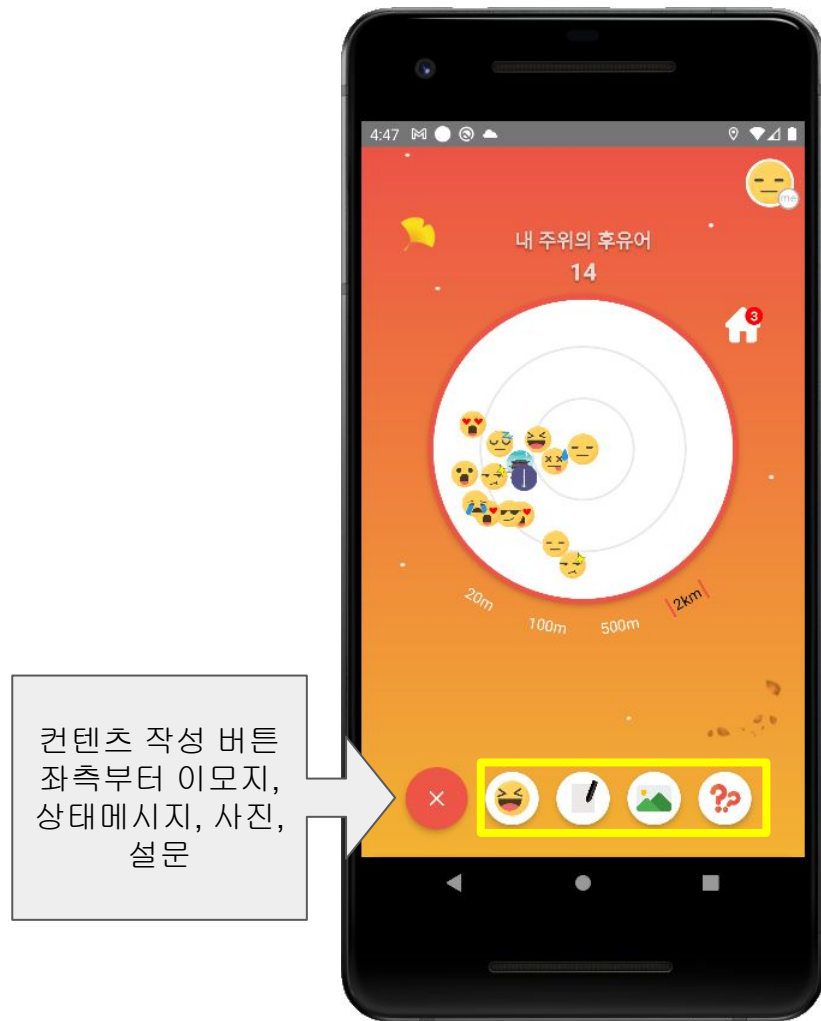 4:47
me
내 주위의 후유어
14
3
20m
100m
500m
2km
컨텐츠 작성 버튼
좌측부터 이모지,
상태메시지, 사진,
설문
??